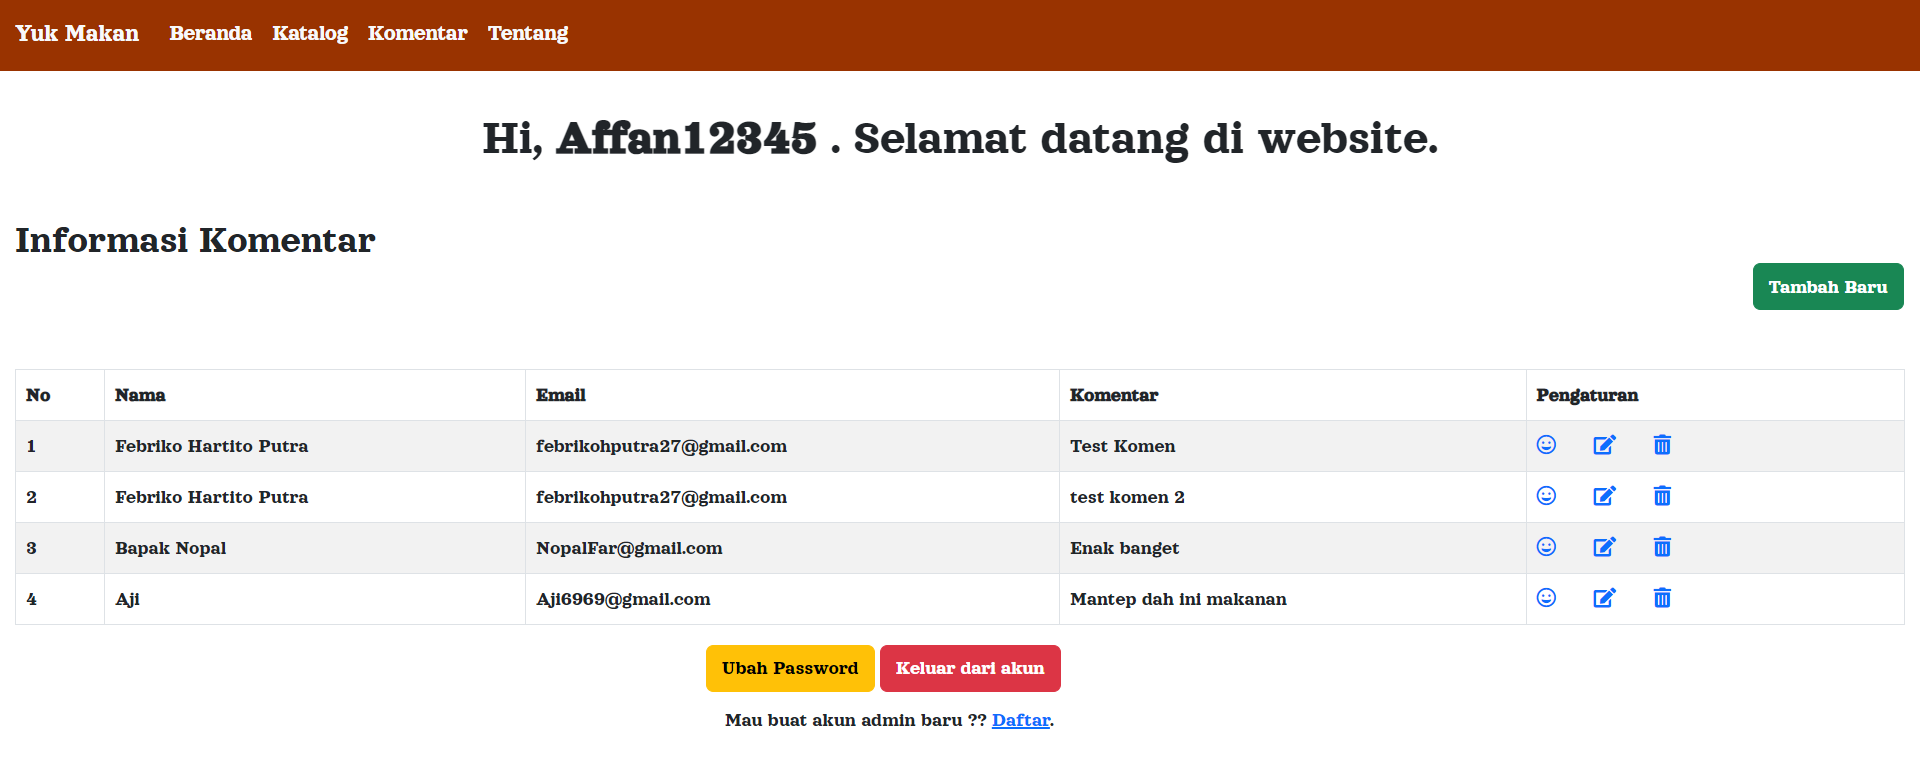 Yuk Makan Beranda Katalog Komentar Tentang
Hi, Affan12345 . Selamat datang di website.
Informasi Komentar
Tambah Baru
No Nama Email Komentar Pengaturan
1 Febriko Hartito Putra febrikohputra27@gmail.com Test Komen
2 Febriko Hartito Putra febrikohputra27@gmail.com test komen 2
3 Bapak Nopal NopalFar@gmail.com Enak banget
4 Aji Aji6969@gmail.com Mantep dah ini makanan
Ubah Password Keluar dari akun
Mau buat akun admin baru ?? Daftar.